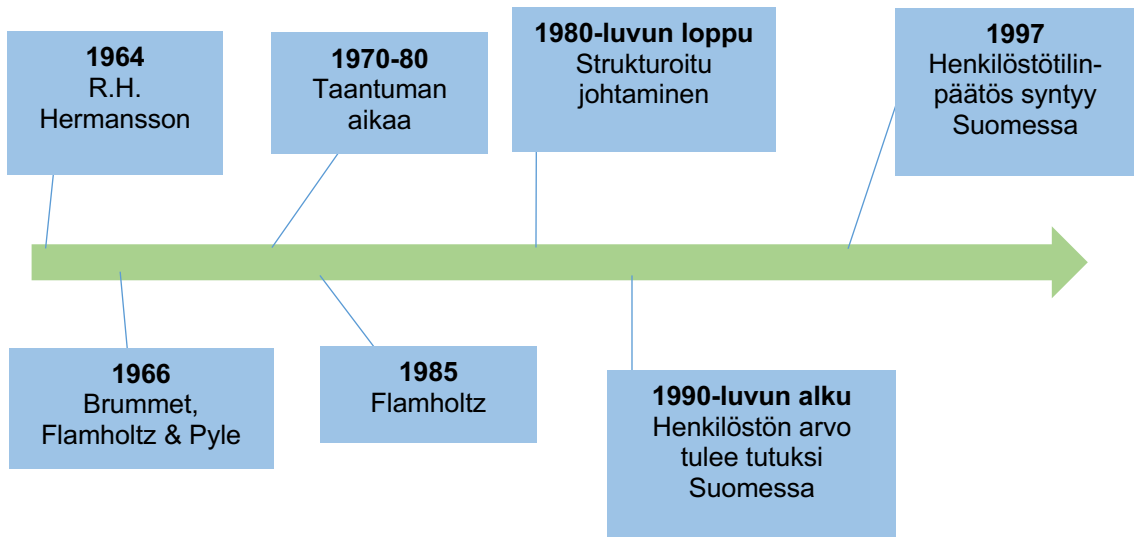 1964
R.H.
Hermansson
1970-80
Taantuman
aikaa
1980-luvun loppu
Strukturoitu
johtaminen
1997
Henkilöstötilin-
päätös syntyy
Suomessa
1966
Brummet,
Flamholtz & Pyle
1985
Flamholtz
1990-luvun alku
Henkilöstön arvo
tulee tutuksi
Suomessa